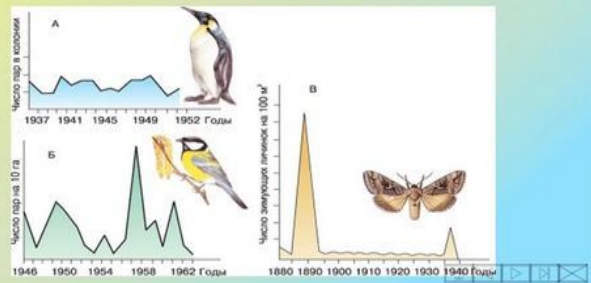 А
Число пар в колонии
1937 1941 1945 1949 1952 Годы
Б
Число пар на 10 га
1946 1950 1954 1958 1962 Годы
В
Число зимующих личинок на 100 м²
1880 1890 1900 1910 1920 1930 1940 Годы